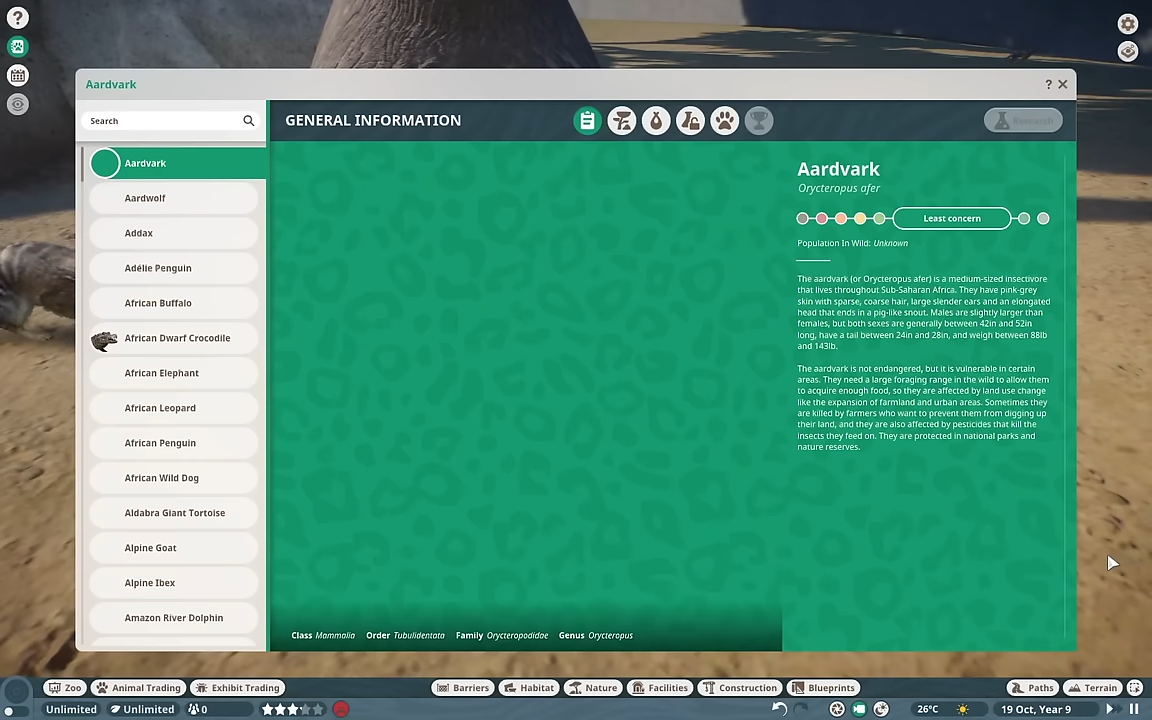 ?
Aardvark
? ×
Search
GENERAL INFORMATION
Research
Aardvark
Aardwolf
Addax
Adélie Penguin
African Buffalo
African Dwarf Crocodile
African Elephant
African Leopard
African Penguin
African Wild Dog
Aldabra Giant Tortoise
Alpine Goat
Alpine Ibex
Amazon River Dolphin
Aardvark
Orycteropus afer
Least concern
Population In Wild: Unknown
The aardvark (or Orycteropus afer) is a medium-sized insectivore
that lives throughout Sub-Saharan Africa. They have pink-grey
skin with sparse, coarse hair, large slender ears and an elongated
head that ends in a pig-like snout. Males are slightly larger than
females, but both sexes are generally between 42in and 52in
long, have a tail between 24in and 28in, and weigh between 88lb
and 143lb.
The aardvark is not endangered, but it is vulnerable in certain
areas. They need a large foraging range in the wild to allow them
to acquire enough food, so they are affected by land use change
like the expansion of farmland and urban areas. Sometimes they
are killed by farmers who want to prevent them from digging up
their land, and they are also affected by pesticides that kill the
insects they feed on. They are protected in national parks and
nature reserves.
Class Mammalia Order Tubulidentata Family Orycteropodidae Genus Orycteropus
Zoo Animal Trading Exhibit Trading Barriers Habitat Nature Facilities Construction Blueprints Paths Terrain
Unlimited Unlimited 0 26°C 19 Oct, Year 9